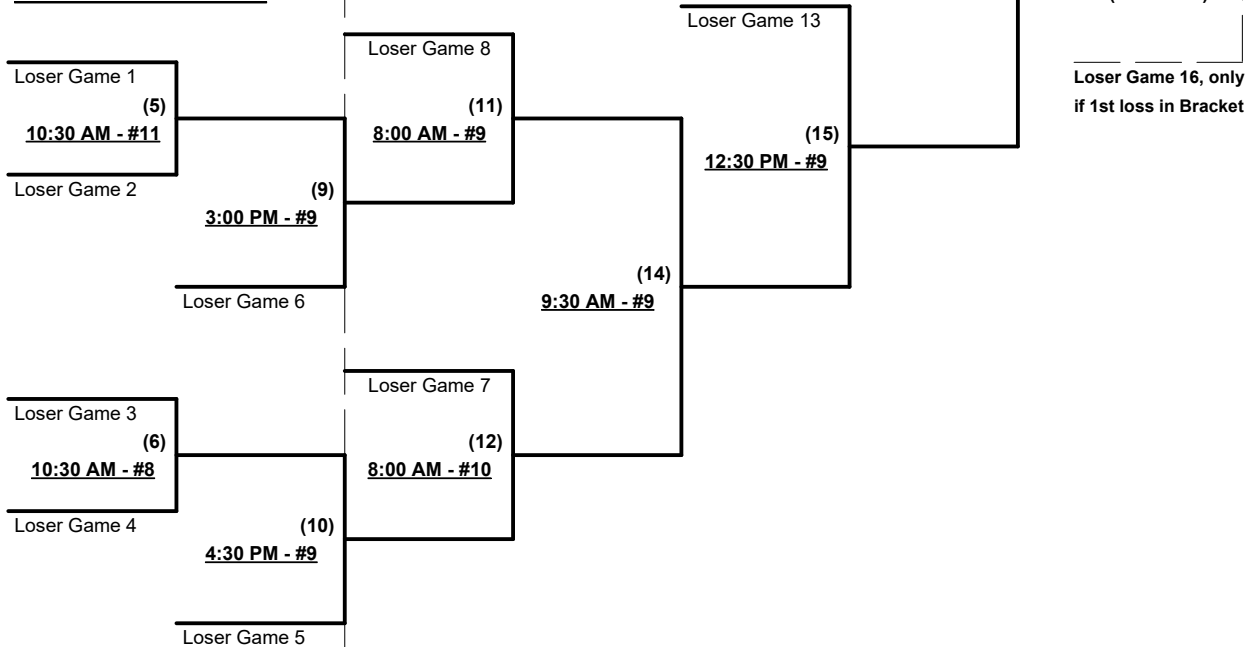 Loser Game 13
Loser Game 8
Loser Game 1
Loser Game 16, only
if 1st loss in Bracket
(5)
10:30 AM - #11
(11)
8:00 AM - #9
(15)
12:30 PM - #9
Loser Game 2
(9)
3:00 PM - #9
(14)
9:30 AM - #9
Loser Game 6
Loser Game 7
Loser Game 3
(6)
10:30 AM - #8
(12)
8:00 AM - #10
Loser Game 4
(10)
4:30 PM - #9
Loser Game 5